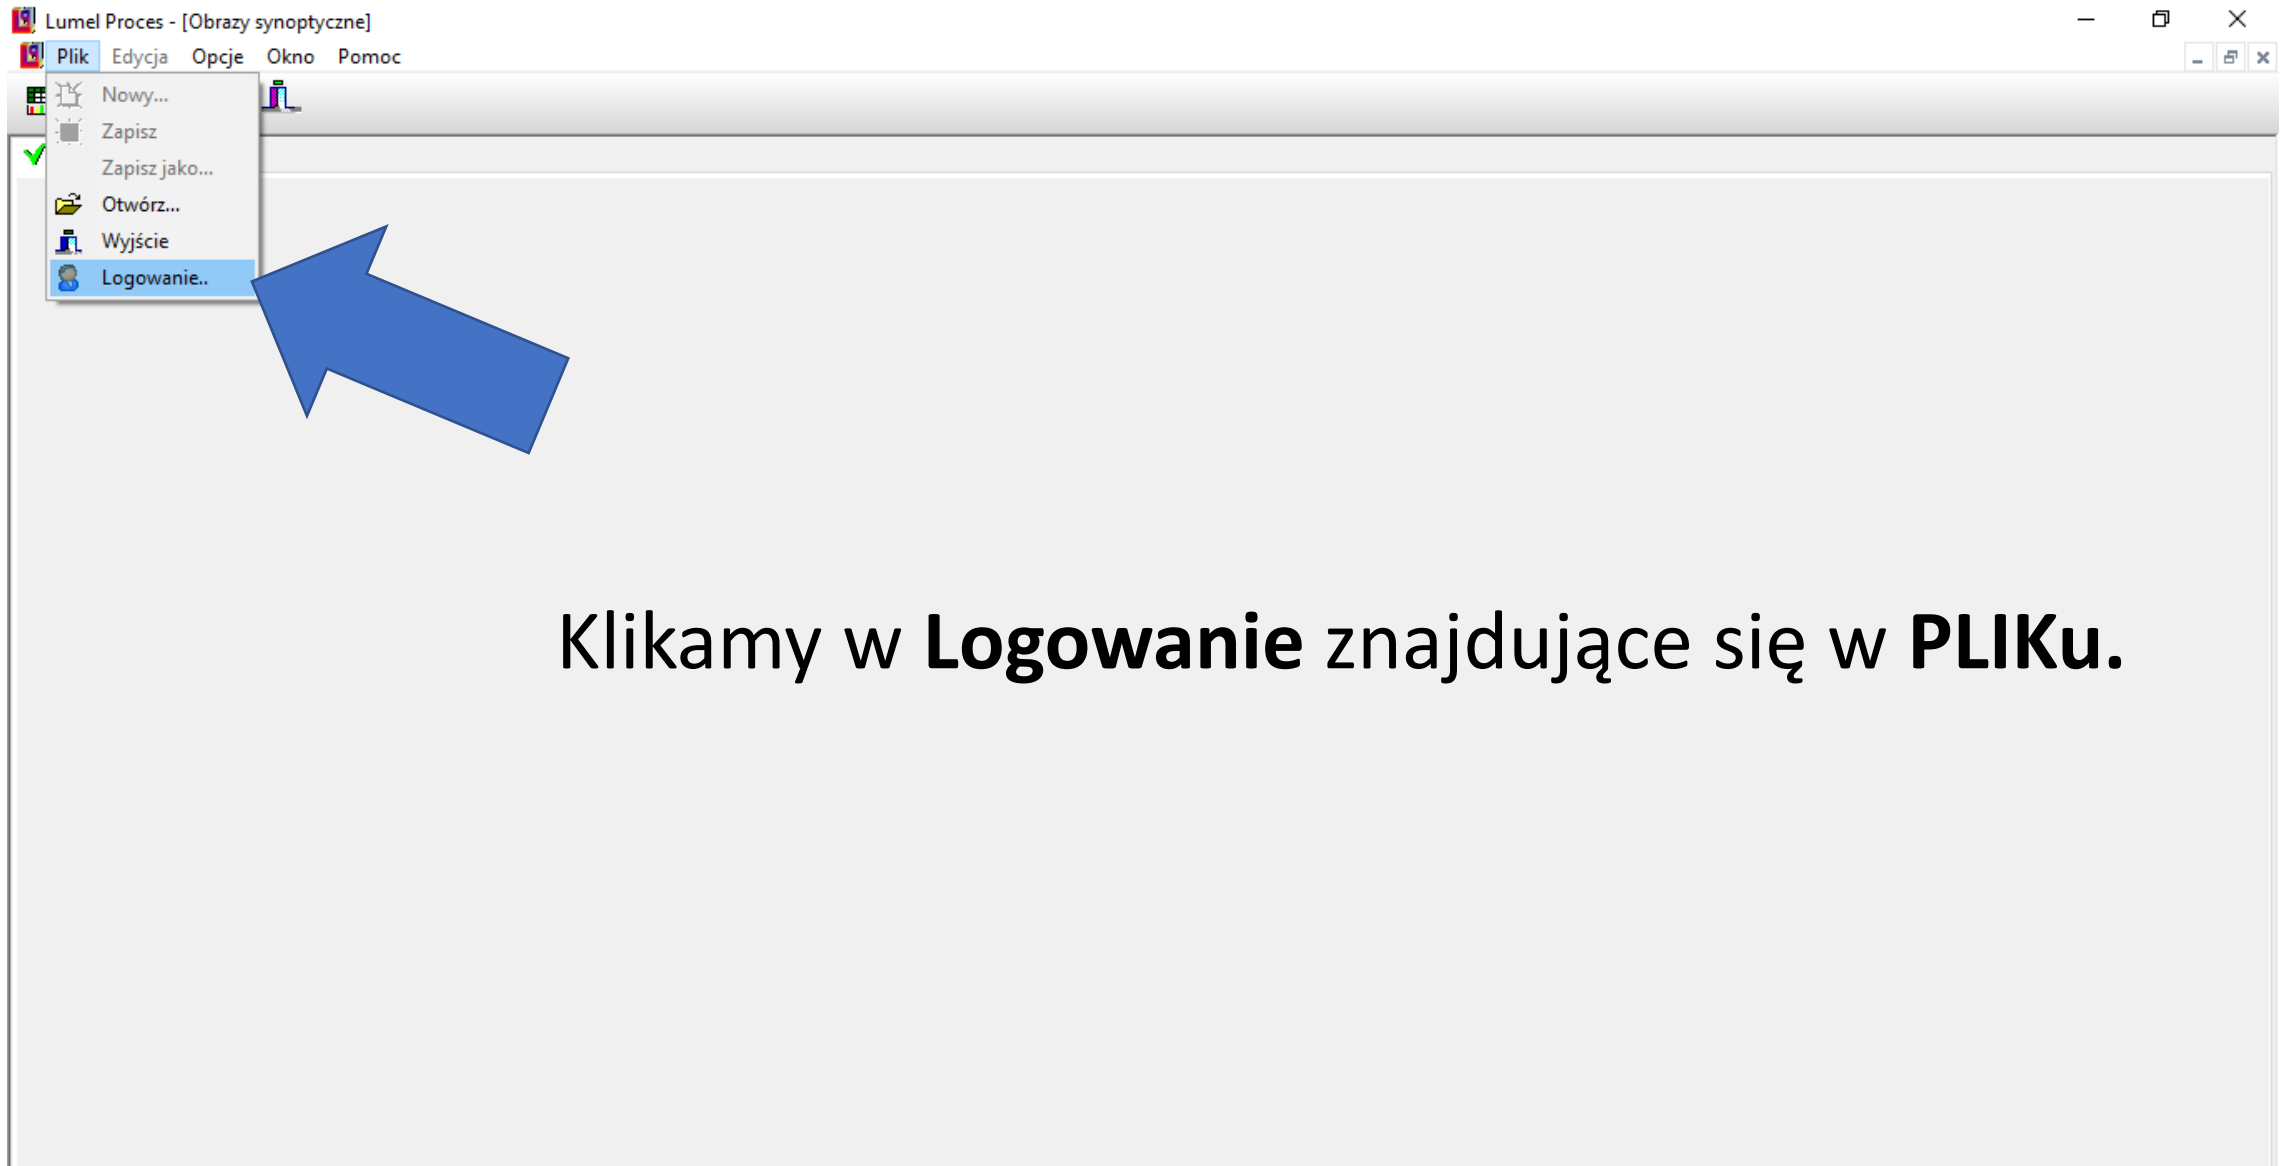 Lumel Proces - [Obrazy synoptyczne]
Plik Edycja Opcje Okno Pomoc
Nowy...
Zapisz
Zapisz jako...
Otwórz...
Wyjście
Logowanie..
Klikamy w Logowanie znajdujące się w PLIKu.